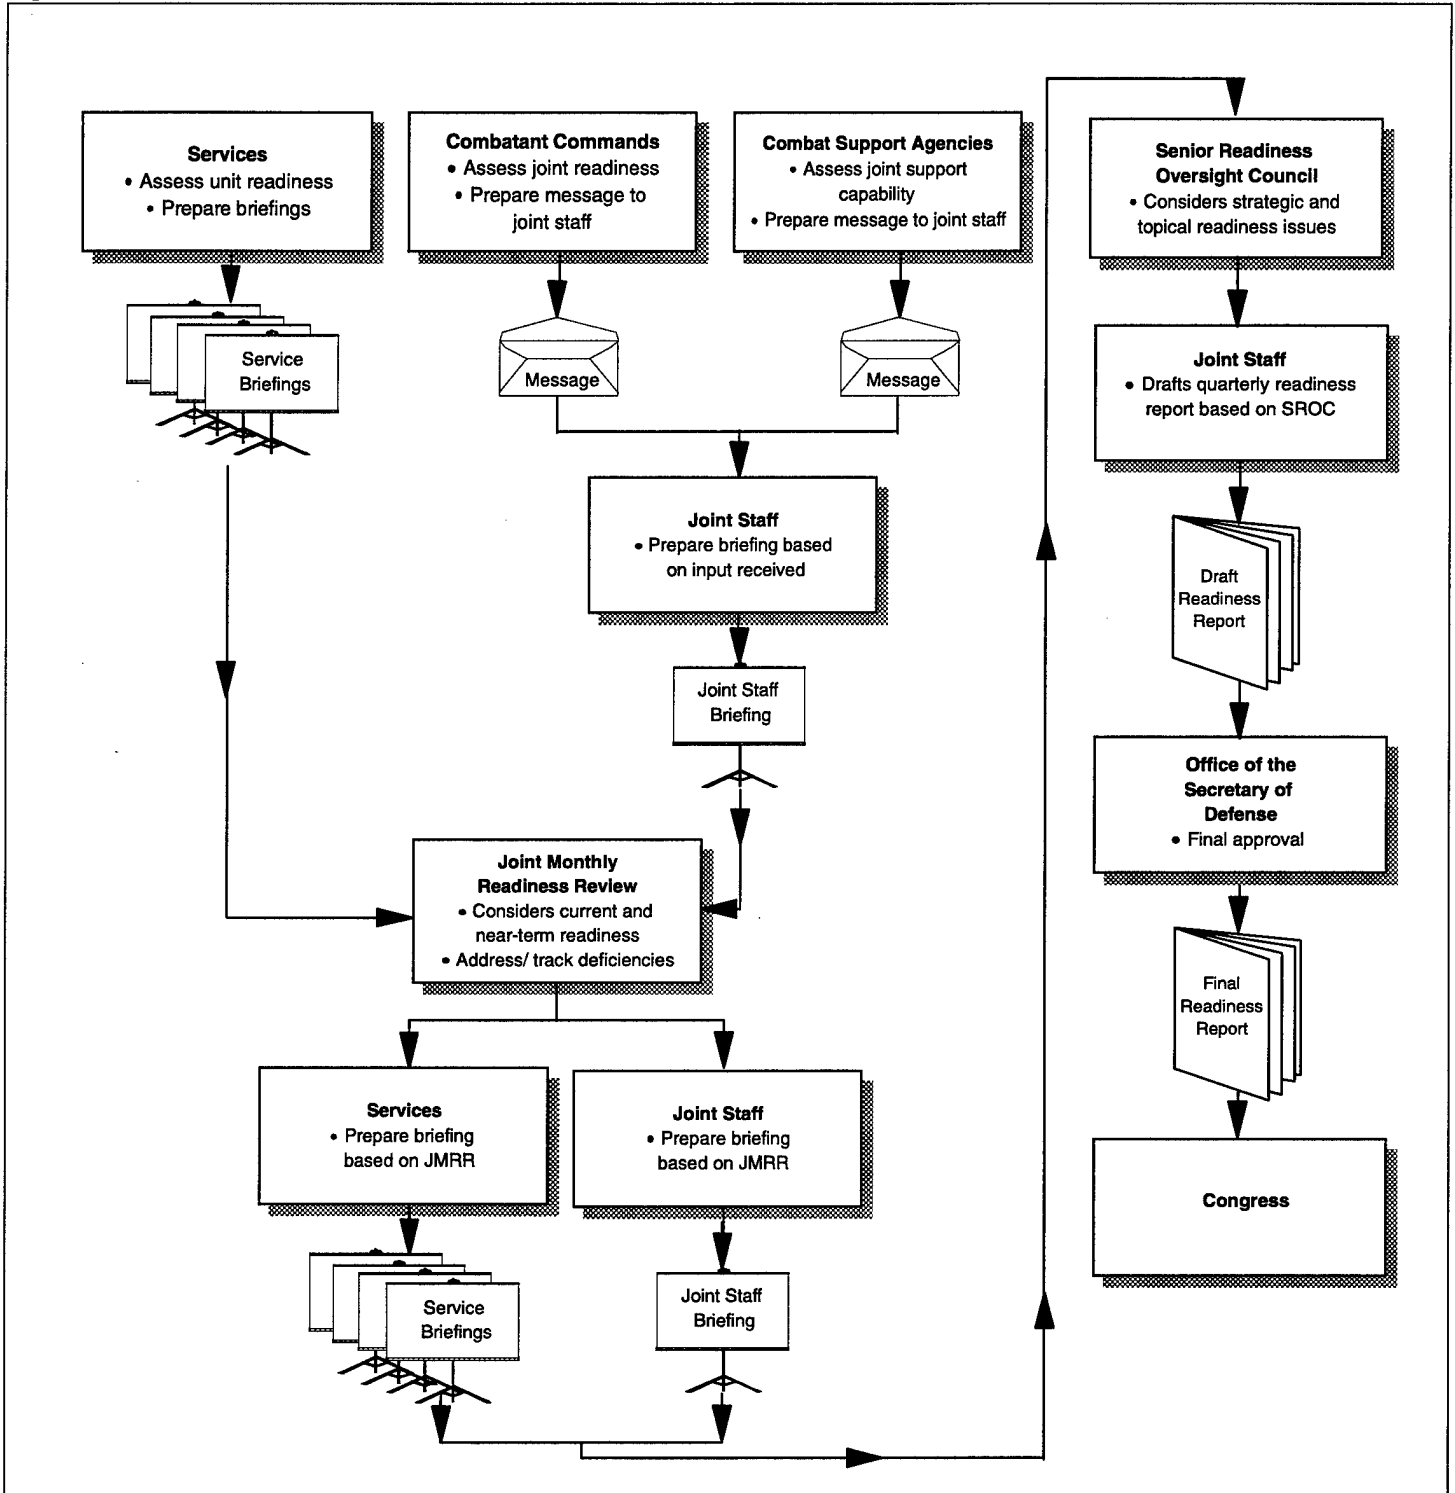 Services
• Assess unit readiness
• Prepare briefings
Combatant Commands
• Assess joint readiness
• Prepare message to
joint staff
Combat Support Agencies
• Assess joint support
capability
• Prepare message to joint staff
Service
Briefings
Message
Message
Joint Staff
• Prepare briefing based
on input received
Joint Staff
Briefing
Joint Monthly
Readiness Review
• Considers current and
near-term readiness
• Address/ track deficiencies
Services
• Prepare briefing
based on JMRR
Joint Staff
• Prepare briefing
based on JMRR
Service
Briefings
Joint Staff
Briefing
Senior Readiness
Oversight Council
• Considers strategic and
topical readiness issues
Joint Staff
• Drafts quarterly readiness
report based on SROC
Draft
Readiness
Report
Office of the
Secretary of
Defense
• Final approval
Final
Readiness
Report
Congress